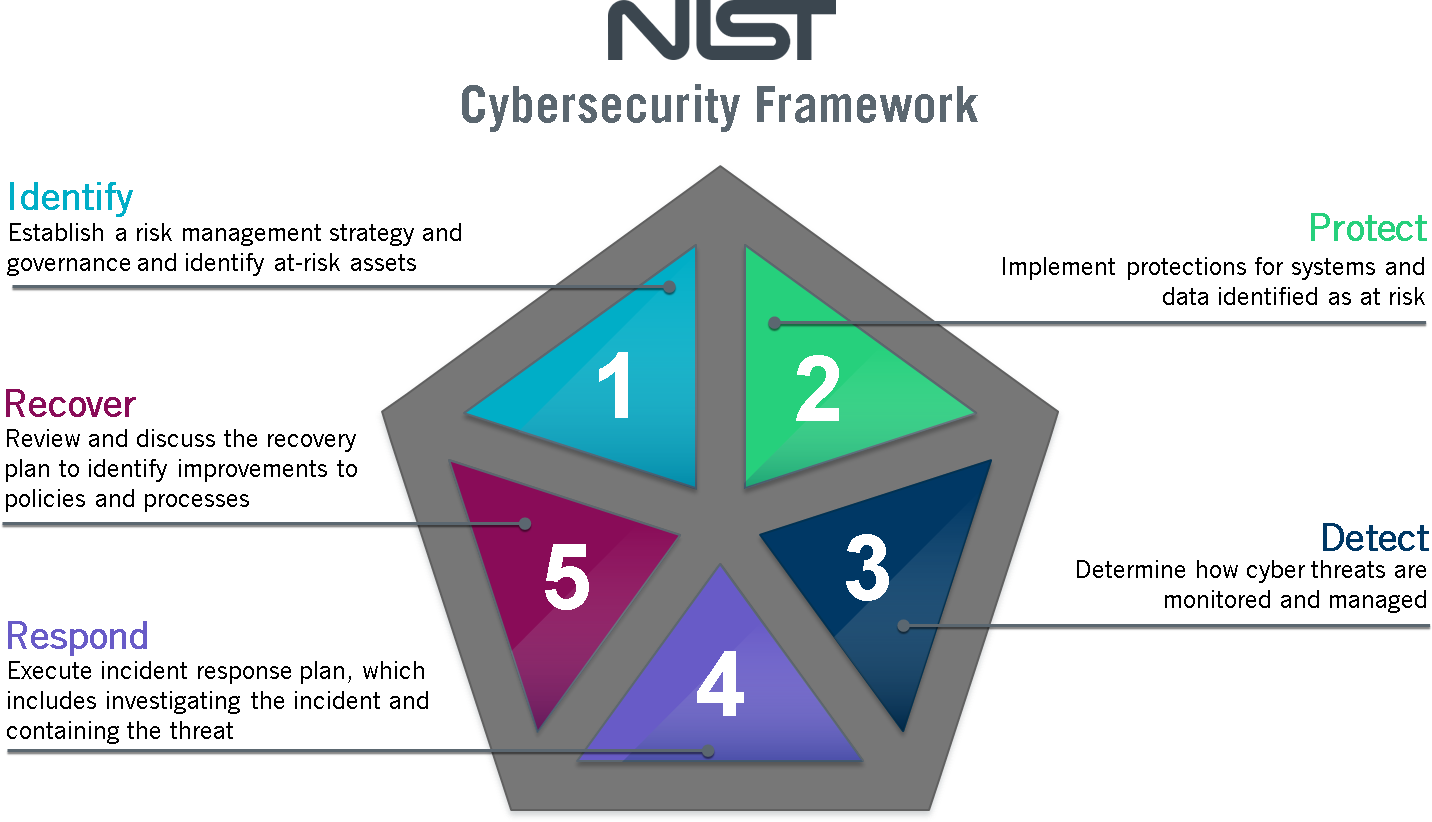 NIST
Cybersecurity Framework
Identify
Establish a risk management strategy and
governance and identify at-risk assets
Protect
Implement protections for systems and
data identified as at risk
1
2
Recover
Review and discuss the recovery
plan to identify improvements to
policies and processes
5
3
Detect
Determine how cyber threats are
monitored and managed
Respond
Execute incident response plan, which
includes investigating the incident and
containing the threat
4